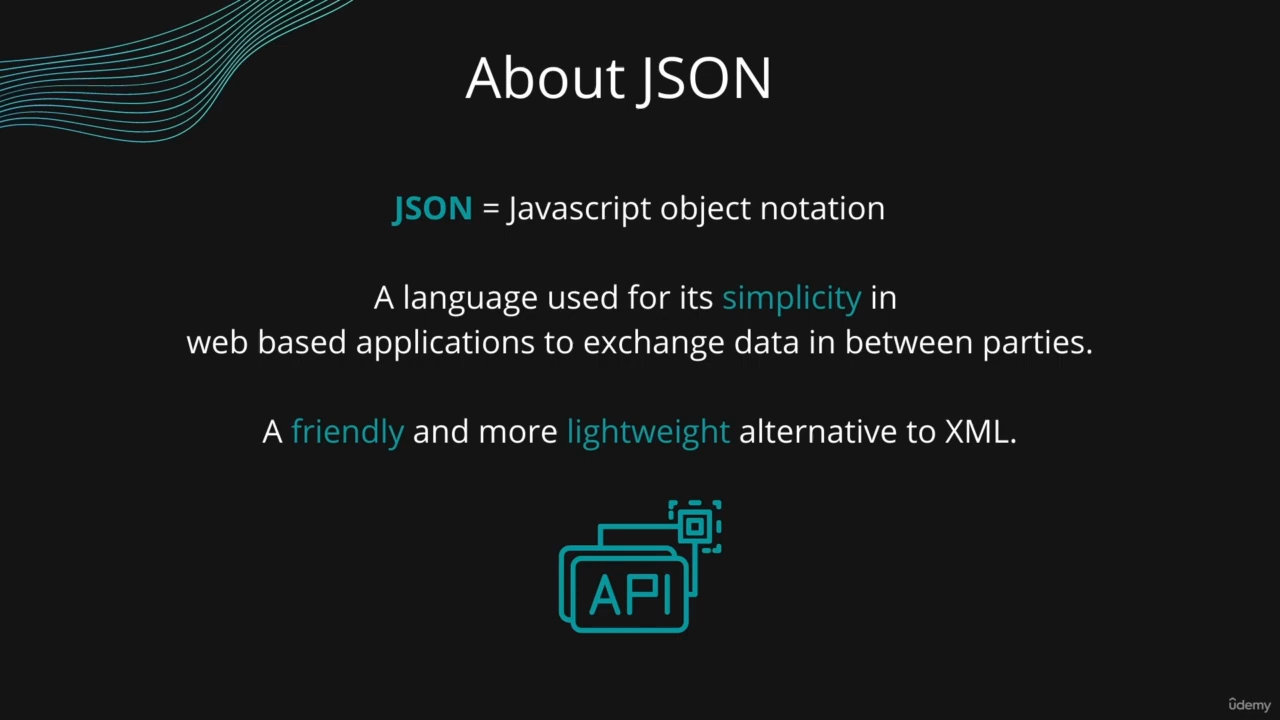 About JSON
JSON = Javascript object notation
A language used for its simplicity in
web based applications to exchange data in between parties.
A friendly and more lightweight alternative to XML.
API
ûdemy